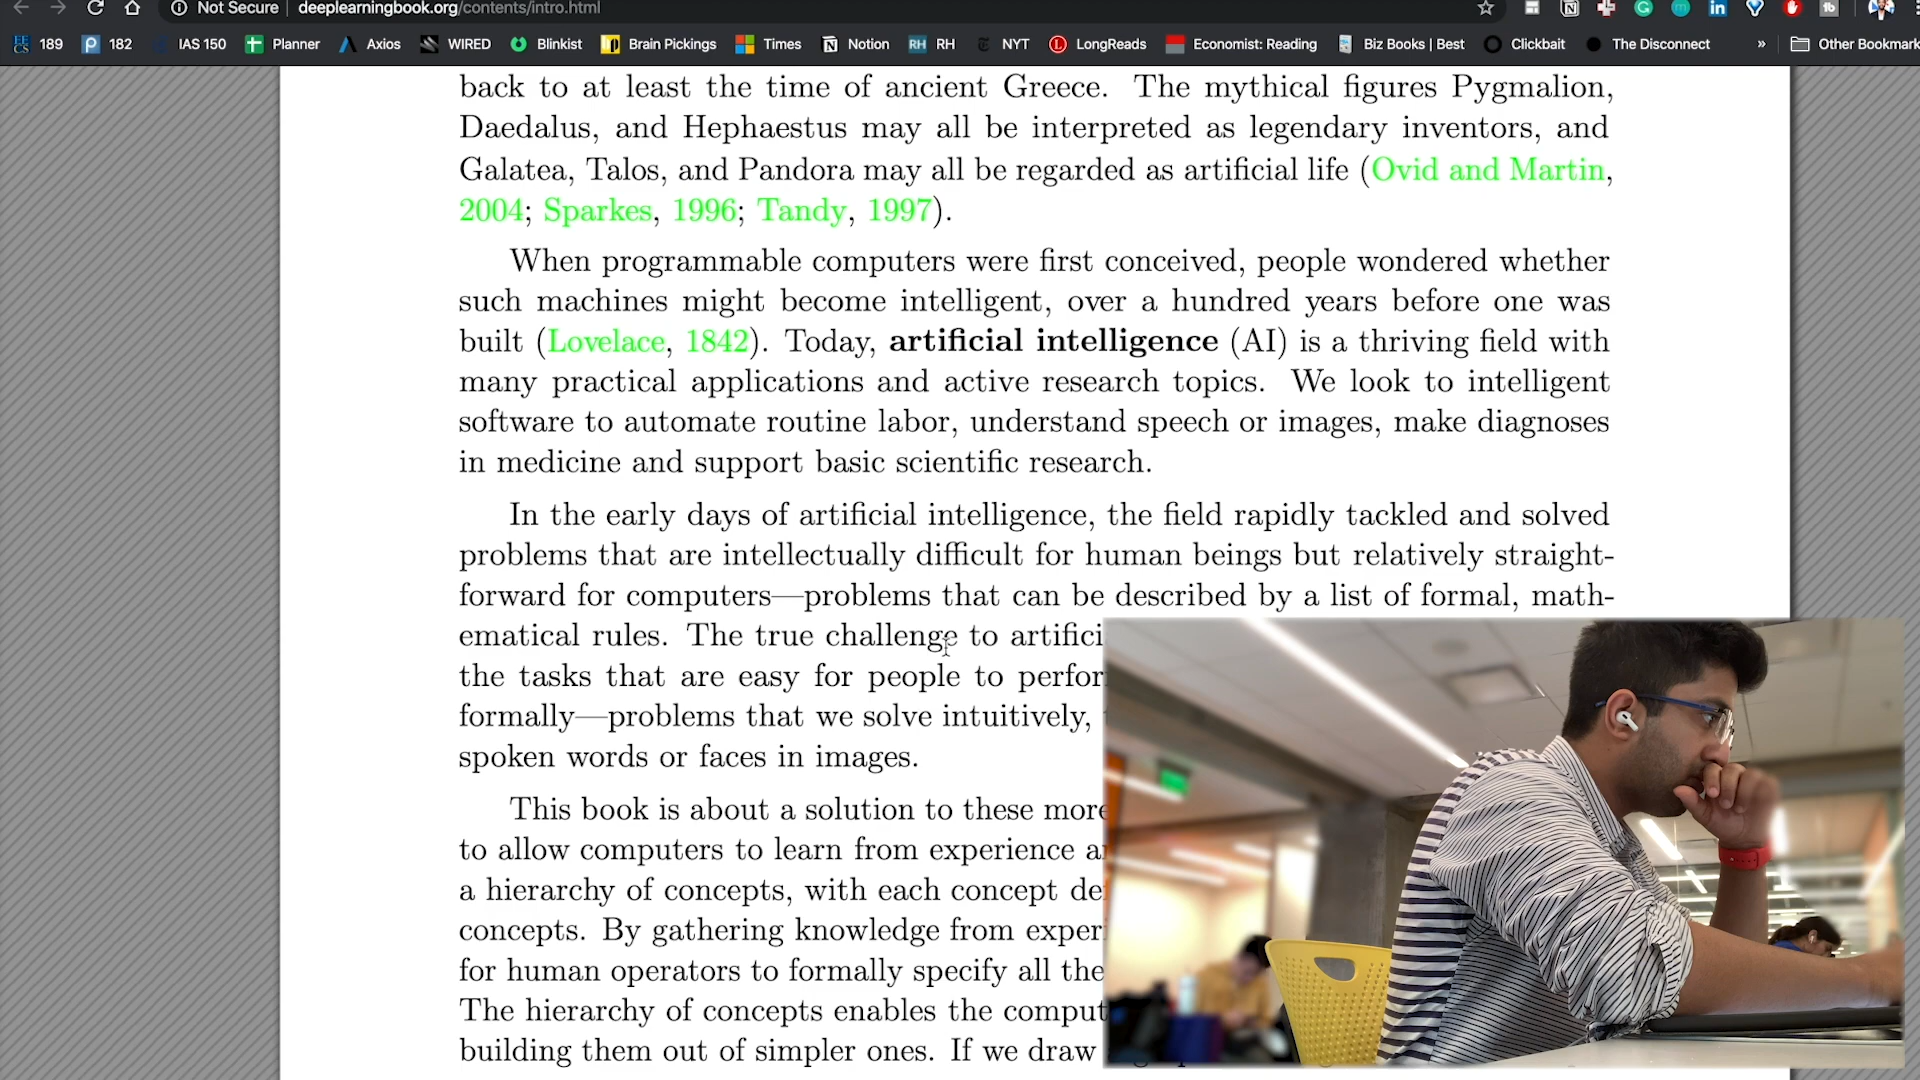 Not Secure | deeplearningbook.org/contents/intro.html
EECS 189 P 182 IAS 150 Planner Axios WIRED Blinkist Brain Pickings Times Notion RH RH NYT LongReads Economist: Reading Biz Books | Best Clickbait The Disconnect » Other Bookmark
back to at least the time of ancient Greece. The mythical figures Pygmalion,
Daedalus, and Hephaestus may all be interpreted as legendary inventors, and
Galatea, Talos, and Pandora may all be regarded as artificial life (Ovid and Martin,
2004; Sparkes, 1996; Tandy, 1997).
When programmable computers were first conceived, people wondered whether
such machines might become intelligent, over a hundred years before one was
built (Lovelace, 1842). Today, artificial intelligence (AI) is a thriving field with
many practical applications and active research topics. We look to intelligent
software to automate routine labor, understand speech or images, make diagnoses
in medicine and support basic scientific research.
In the early days of artificial intelligence, the field rapidly tackled and solved
problems that are intellectually difficult for human beings but relatively straight-
forward for computers—problems that can be described by a list of formal, math-
ematical rules. The true challenge to artifici
the tasks that are easy for people to perfor
formally—problems that we solve intuitively,
spoken words or faces in images.
This book is about a solution to these more
to allow computers to learn from experience a
a hierarchy of concepts, with each concept de
concepts. By gathering knowledge from exper
for human operators to formally specify all the
The hierarchy of concepts enables the comput
building them out of simpler ones. If we draw